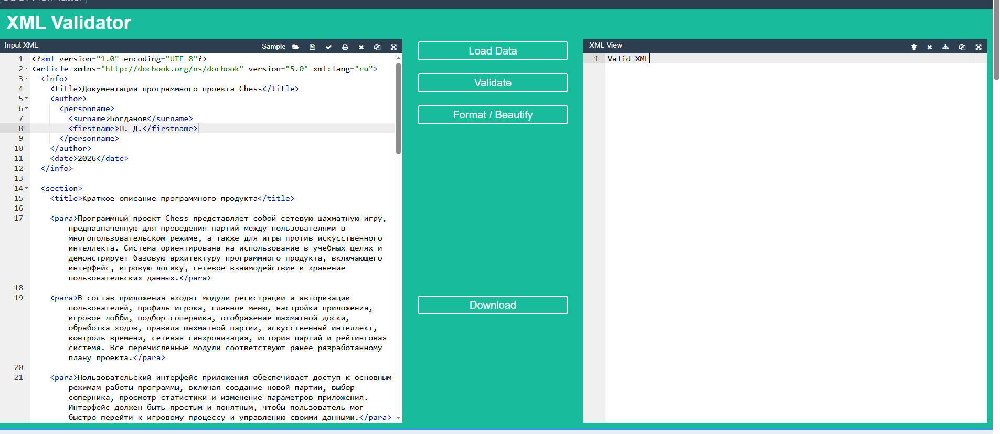 XML Validator
Input XML
Sample
1 <?xml version="1.0" encoding="UTF-8"?>
2 <article xmlns="http://docbook.org/ns/docbook" version="5.0" xml:lang="ru">
3 <info>
4 <title>Документация программного проекта Chess</title>
5 <author>
6 <personname>
7 <surname>Богданов</surname>
8 <firstname>Н. Д.</firstname>
9 </personname>
10 </author>
11 <date>2026</date>
12 </info>
13
14 <section>
15 <title>Краткое описание программного продукта</title>
16
17 <para>Программный проект Chess представляет собой сетевую шахматную игру,
предназначенную для проведения партий между пользователями в
многопользовательском режиме, а также для игры против искусственного
интеллекта. Система ориентирована на использование в учебных целях и
демонстрирует базовую архитектуру программного продукта, включающего
интерфейс, игровую логику, сетевое взаимодействие и хранение
пользовательских данных.</para>
18
19 <para>В состав приложения входят модули регистрации и авторизации
пользователей, профиль игрока, главное меню, настройки приложения,
игровое лобби, подбор соперника, отображение шахматной доски,
обработка ходов, правила шахматной партии, искусственный интеллект,
контроль времени, сетевая синхронизация, история партий и рейтинговая
система. Все перечисленные модули соответствуют ранее разработанному
плану проекта.</para>
20
21 <para>Пользовательский интерфейс приложения обеспечивает доступ к основным
режимам работы программы, включая создание новой партии, выбор
соперника, просмотр статистики и изменение параметров приложения.
Интерфейс должен быть простым и понятным, чтобы пользователь мог
быстро перейти к игровому процессу и управлению своими данными.</para>
Load Data
Validate
Format / Beautify
Download
XML View
1 Valid XML